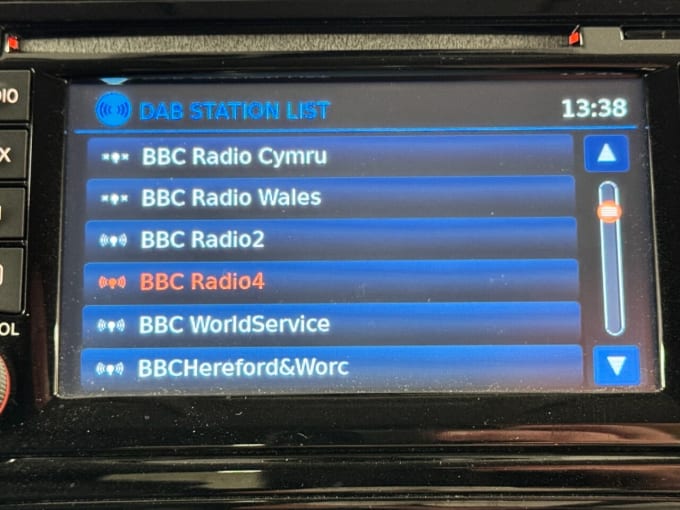 DAB STATION LIST 13:38
BBC Radio Cymru
BBC Radio Wales
BBC Radio2
BBC Radio4
BBC WorldService
BBCHereford&Worc